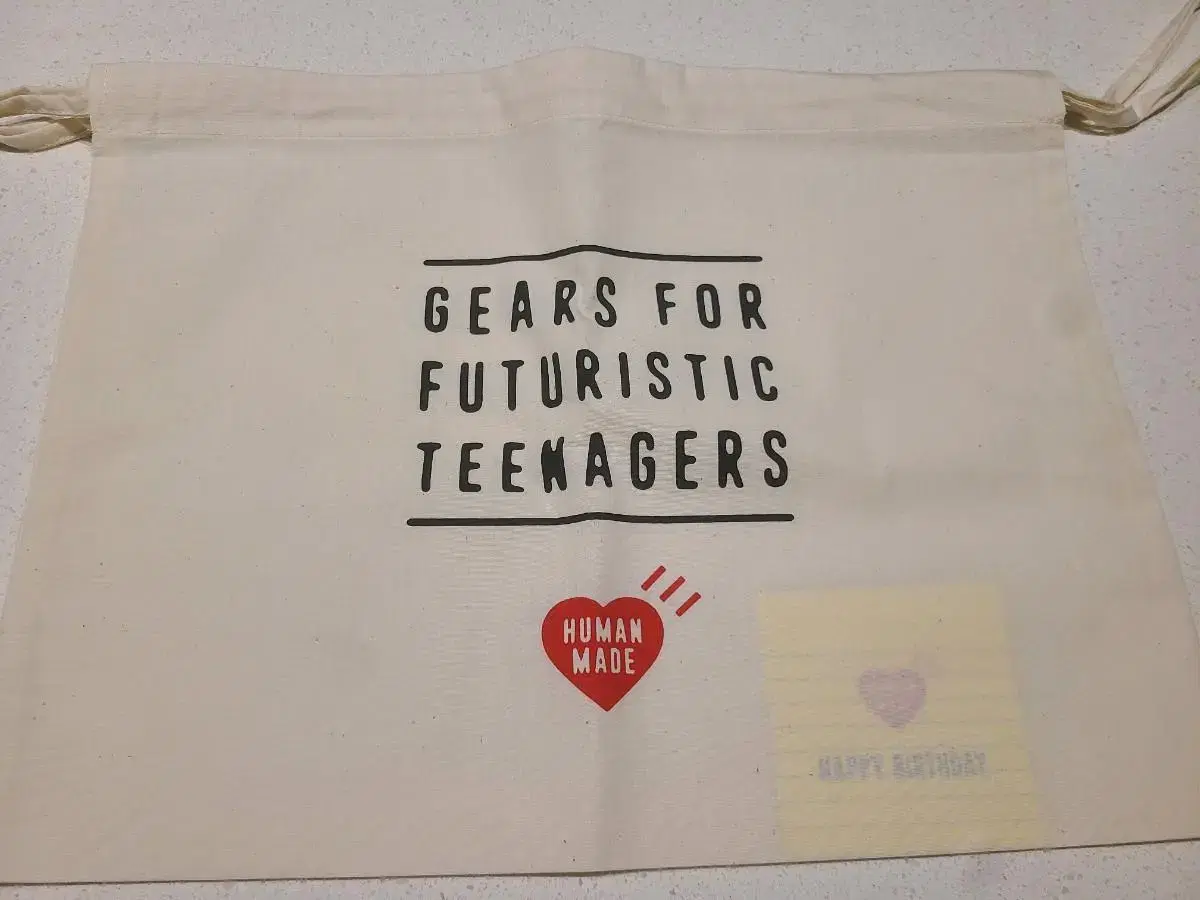 GEARS FOR
FUTURISTIC
TEENAGERS
HUMAN
MADE
HAPPY BIRTHDAY